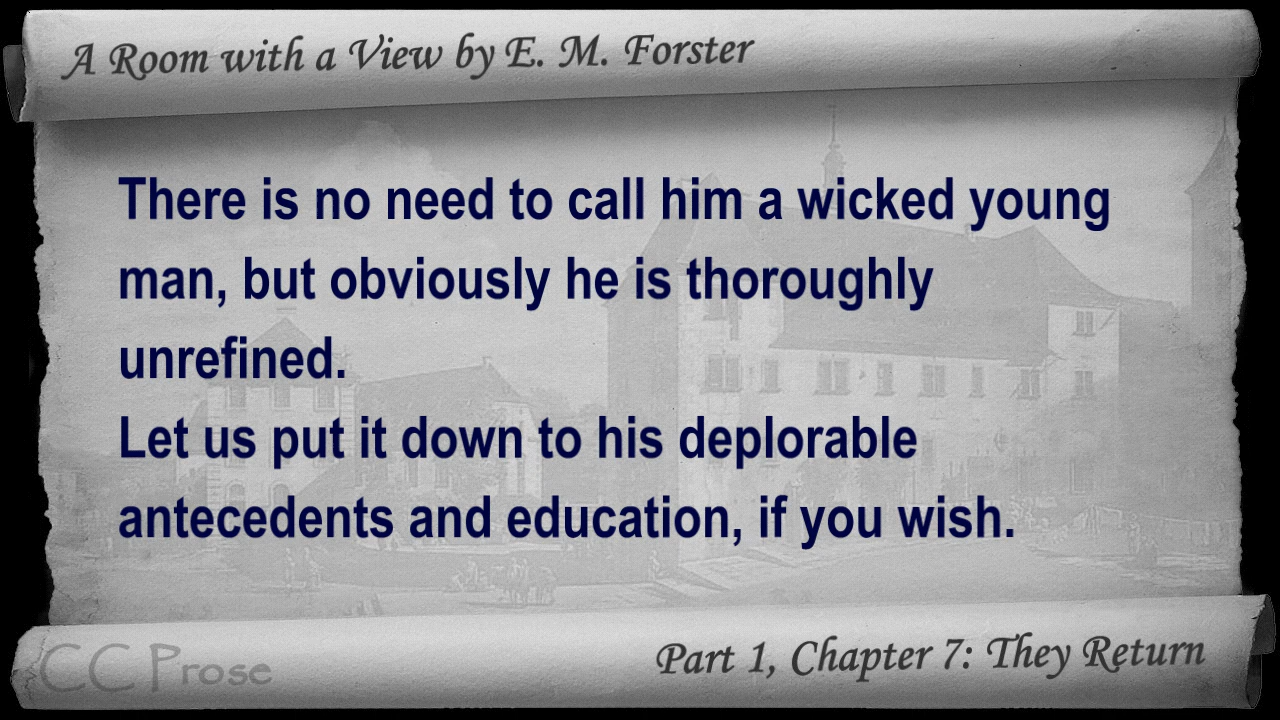 A Room with a View by E. M. Forster
There is no need to call him a wicked young
man, but obviously he is thoroughly
unrefined.
Let us put it down to his deplorable
antecedents and education, if you wish.
CC Prose
Part 1, Chapter 7: They Return